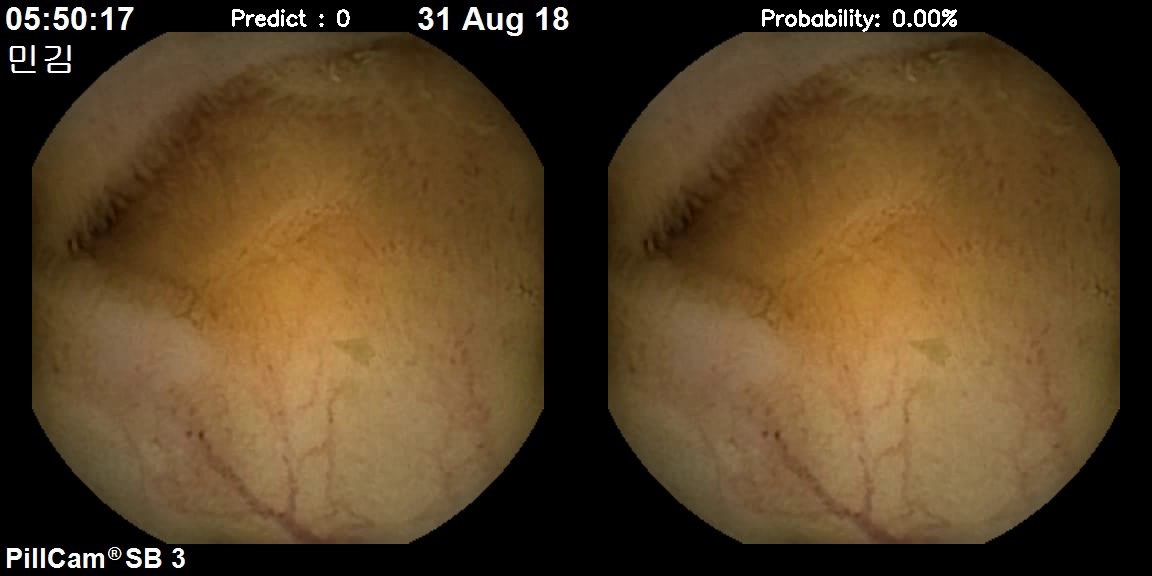 05:50:17
Predict : 0
31 Aug 18
Probability: 0.00%
민김
PillCam® SB 3